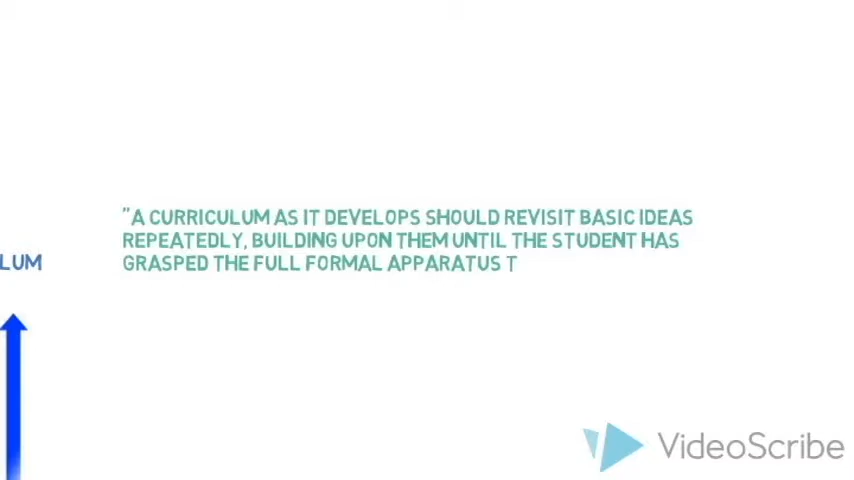 "A CURRICULUM AS IT DEVELOPS SHOULD REVISIT BASIC IDEAS
REPEATEDLY, BUILDING UPON THEM UNTIL THE STUDENT HAS
LUM
GRASPED THE FULL FORMAL APPARATUS T
VideoScribe